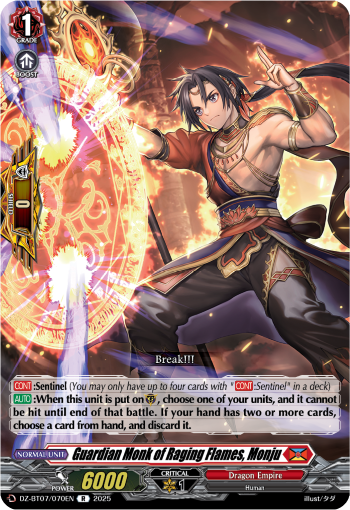 1
GRADE
BOOST
0
Break!!!
CONT:Sentinel (You may only have up to four cards with "CONT:Sentinel" in a deck)
AUTO:When this unit is put on G, choose one of your units, and it cannot
be hit until end of that battle. If your hand has two or more cards,
choose a card from hand, and discard it.
NORMAL UNIT
Guardian Monk of Raging Flames, Monju
POWER
6000
CRITICAL
1
Dragon Empire
Human
DZ-BT07/070EN R 2025
illust/タダ